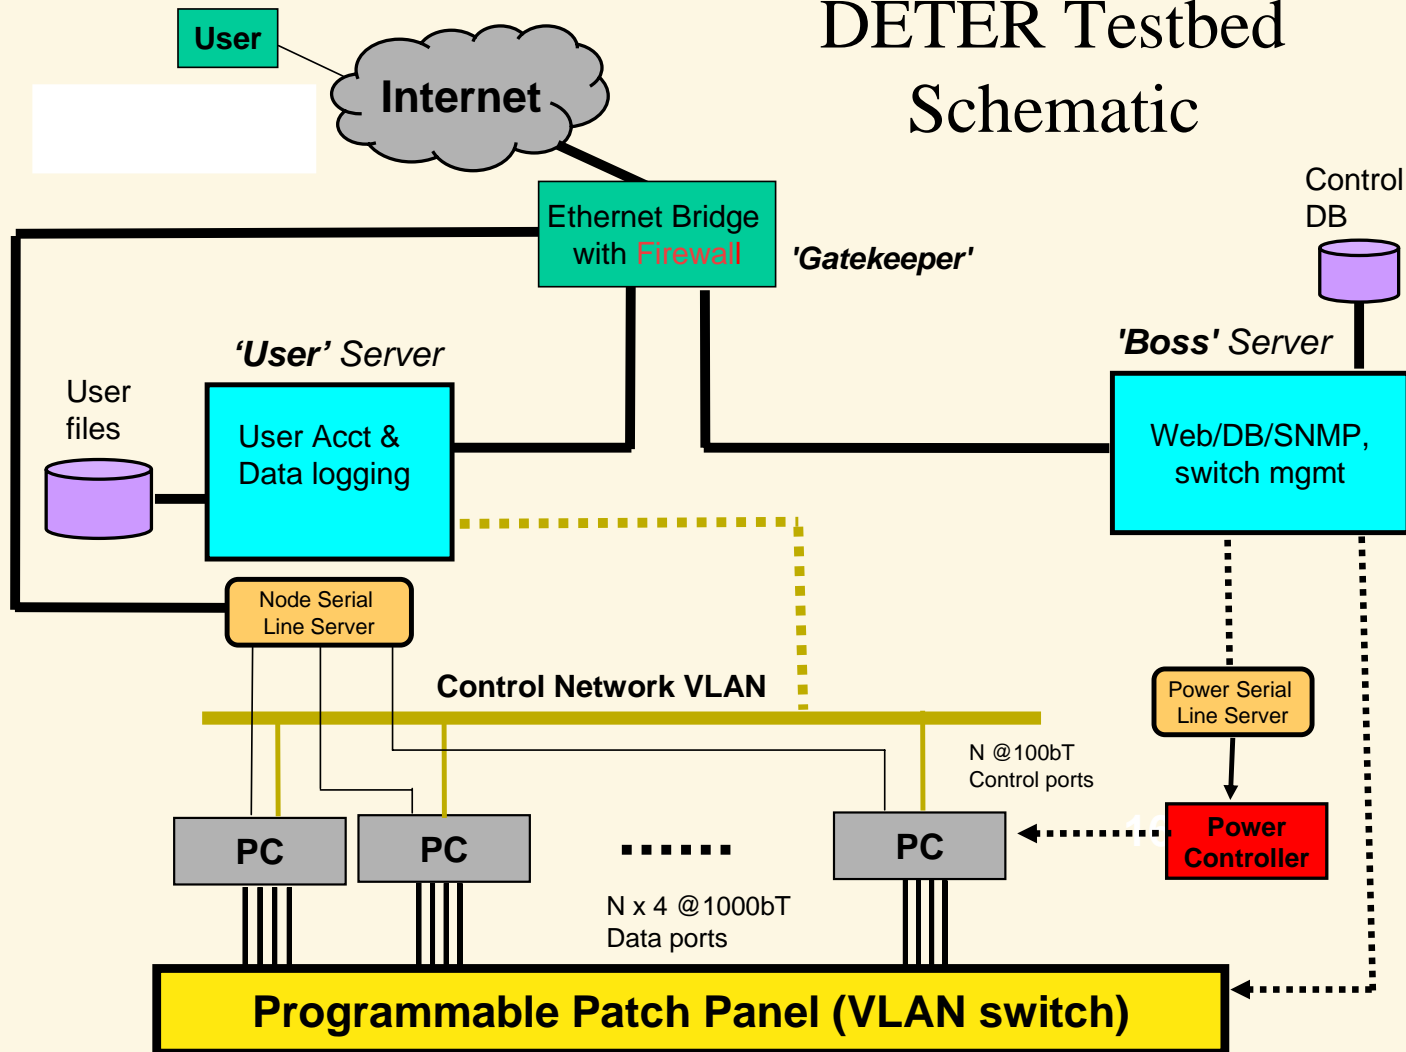 DETER Testbed
Schematic
User
Internet
Ethernet Bridge
with Firewall
'Gatekeeper'
Control
DB
'Boss' Server
Web/DB/SNMP,
switch mgmt
‘User’ Server
User
files
User Acct &
Data logging
Node Serial
Line Server
Control Network VLAN
Power Serial
Line Server
N @100bT
Control ports
PC
PC
PC
Power
Controller
N x 4 @1000bT
Data ports
Programmable Patch Panel (VLAN switch)